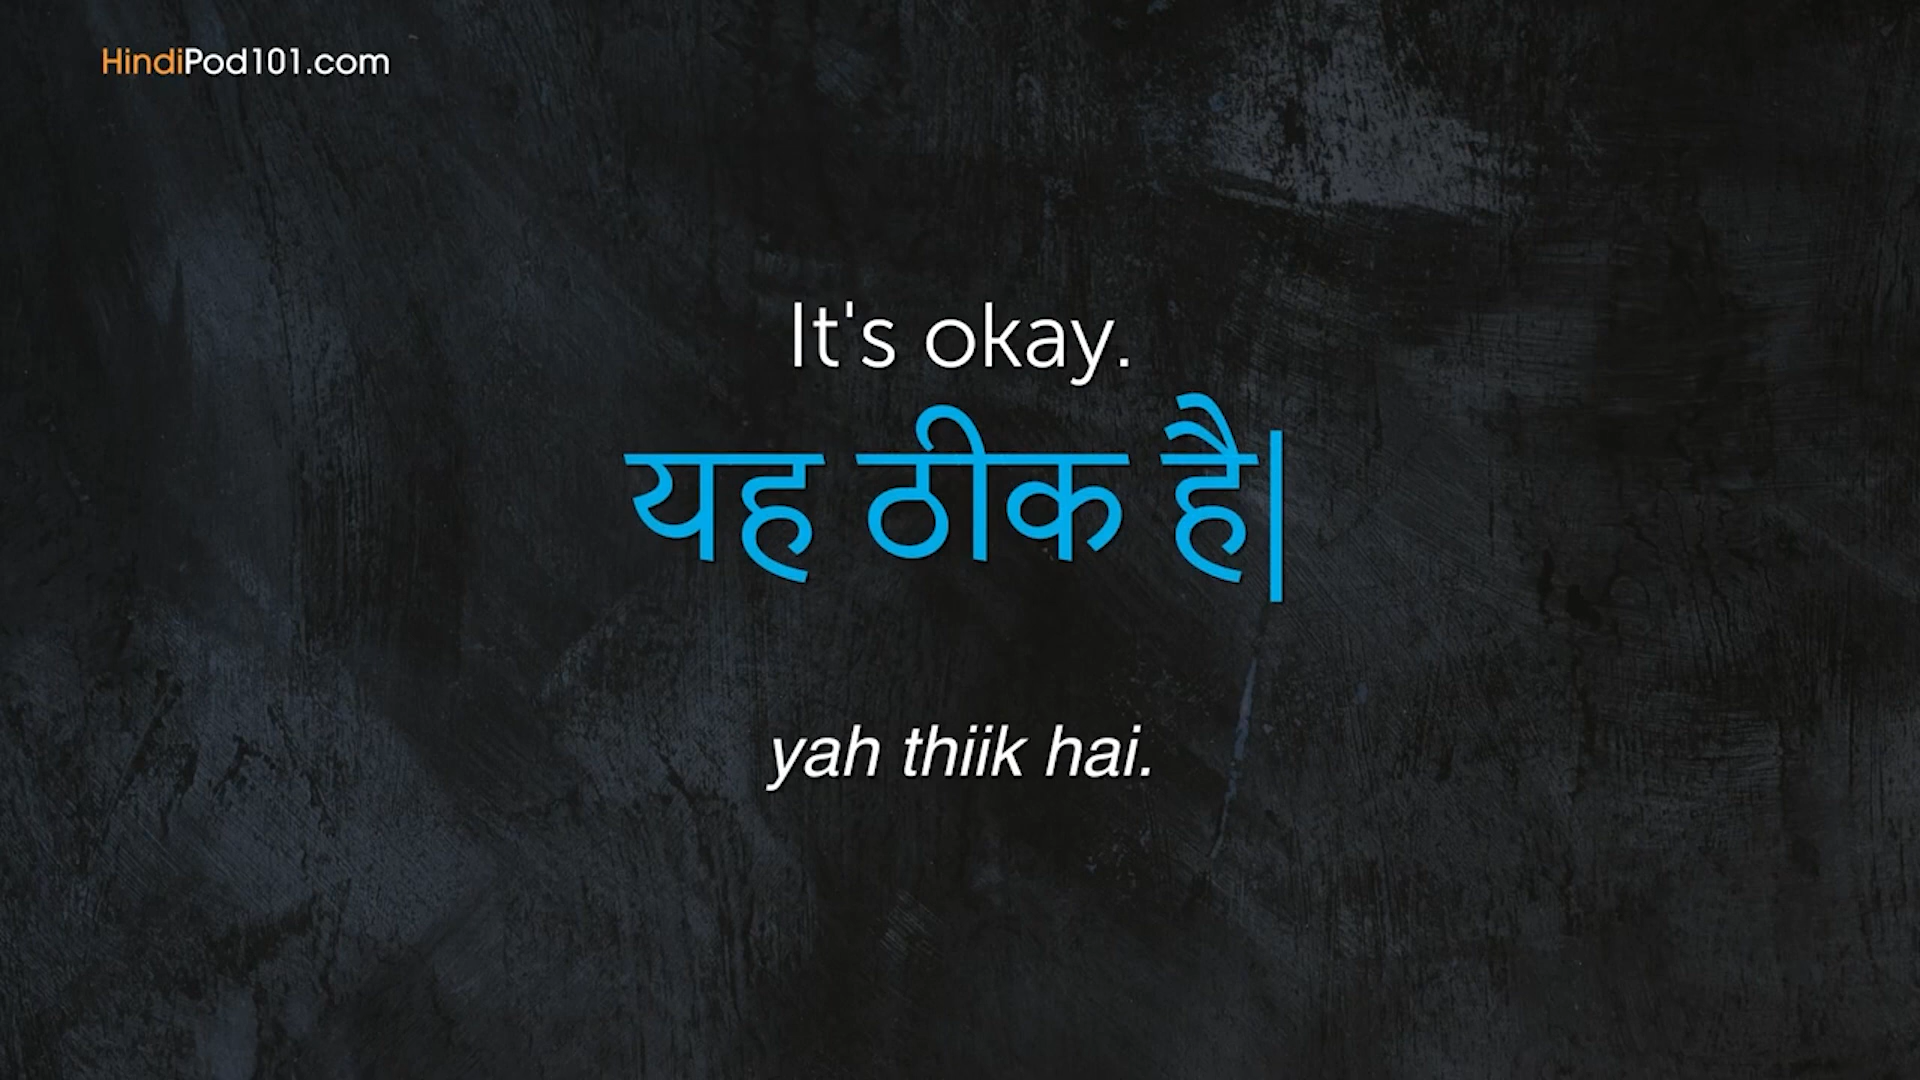 HindiPod101.com
It's okay.
यह ठीक है|
yah thiik hai.